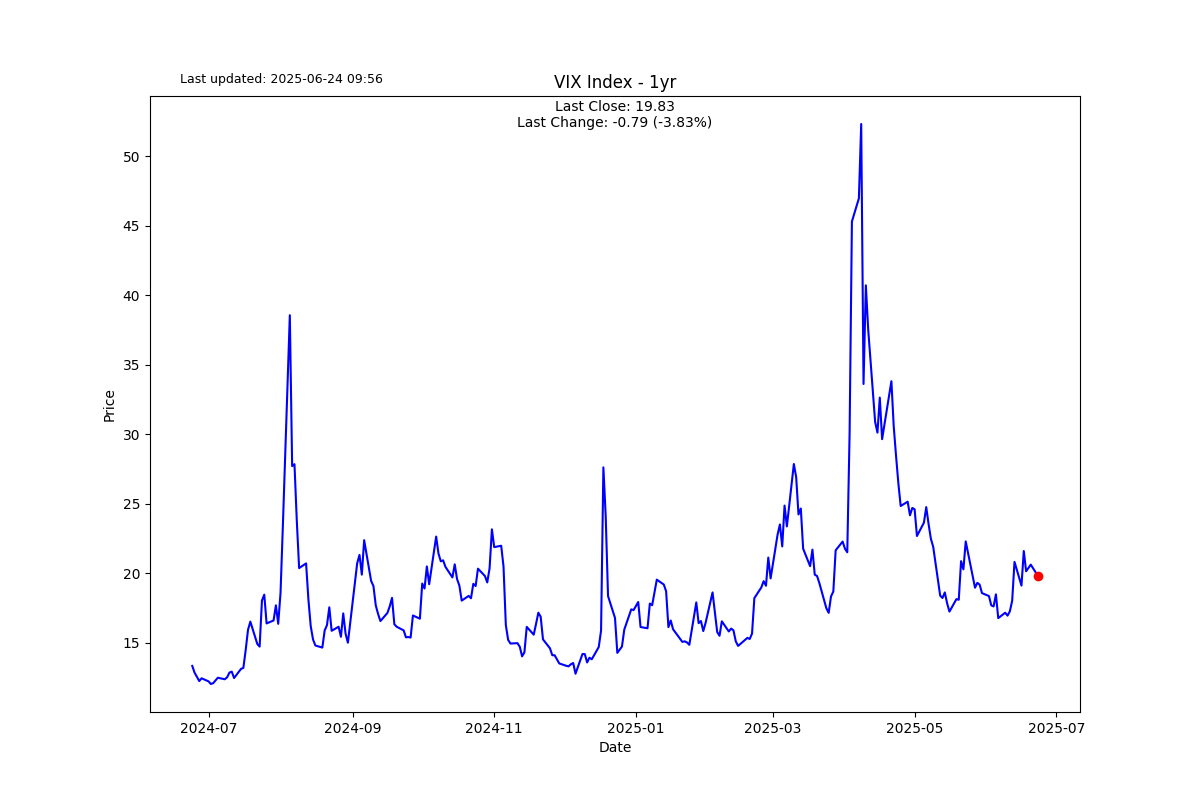 Last updated: 2025-06-24 09:56
VIX Index - 1yr
Last Close: 19.83
Last Change: -0.79 (-3.83%)
Price
50
45
40
35
30
25
20
15
2024-07
2024-09
2024-11
2025-01
2025-03
2025-05
2025-07
Date